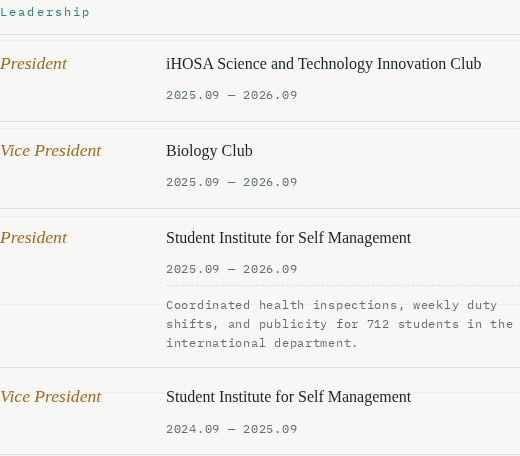 Leadership
President
iHOSA Science and Technology Innovation Club
2025.09 — 2026.09
Vice President
Biology Club
2025.09 — 2026.09
President
Student Institute for Self Management
2025.09 — 2026.09
Coordinated health inspections, weekly duty
shifts, and publicity for 712 students in the
international department.
Vice President
Student Institute for Self Management
2024.09 — 2025.09